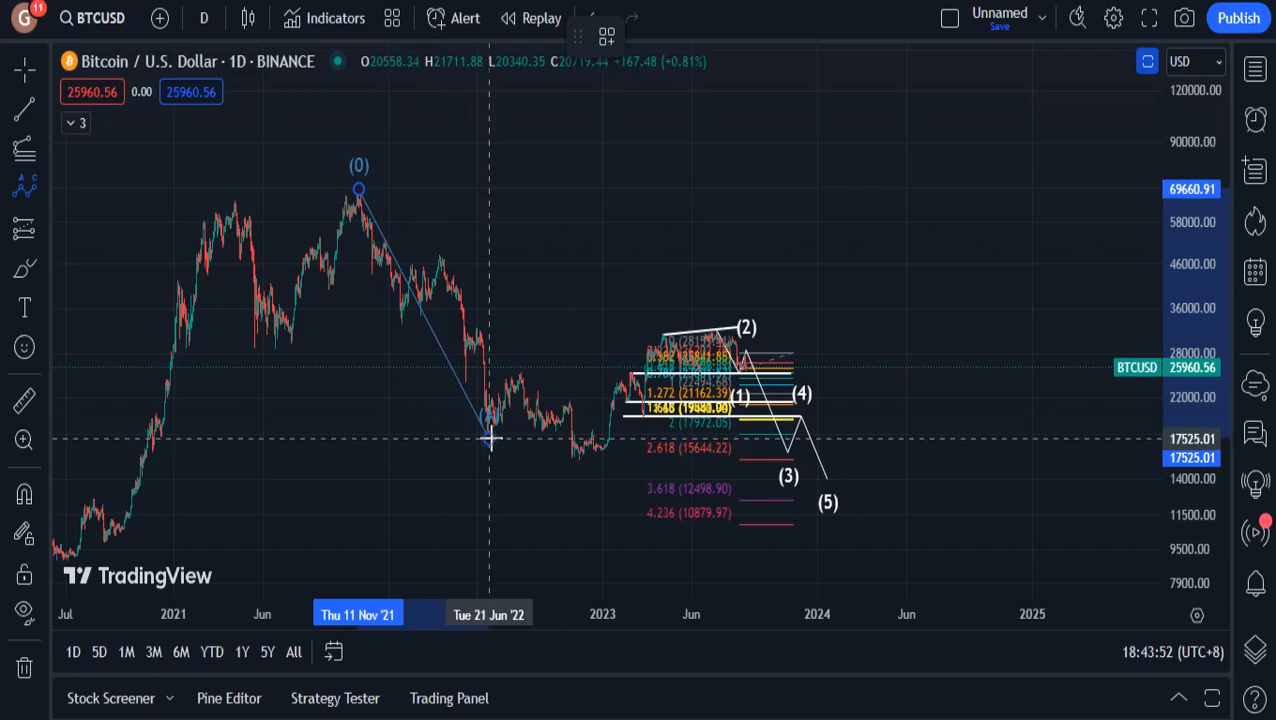 G
11
BTCUSD
D
Indicators
Alert
Replay
Unnamed
Save
Publish
Bitcoin / U.S. Dollar · 1D · BINANCE
O20558.34 H21711.88 L20340.35 C20719.44 +167.48 (+0.81%)
USD
25960.56
0.00
25960.56
3
120000.00
90000.00
69660.91
58000.00
46000.00
36000.00
28000.00
BTCUSD
25960.56
22000.00
17525.01
17525.01
14000.00
11500.00
9500.00
7900.00
(0)
(2)
1.272 (21162.39)
(1)
(4)
2 (17972.05)
2.618 (15644.22)
(3)
3.618 (12498.90)
(5)
4.236 (10879.97)
TradingView
Jul
2021
Jun
Thu 11 Nov '21
Tue 21 Jun '22
2023
Jun
2024
Jun
2025
1D 5D 1M 3M 6M YTD 1Y 5Y All
18:43:52 (UTC+8)
Stock Screener
Pine Editor
Strategy Tester
Trading Panel